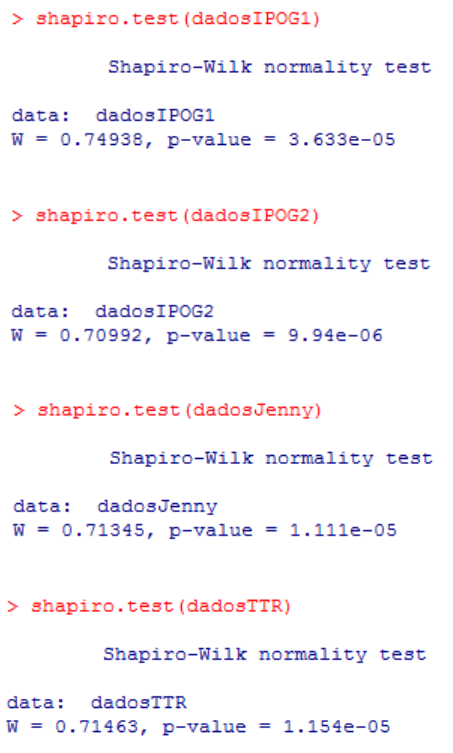 > shapiro.test(dadosIPOG1)
Shapiro-Wilk normality test
data:  dadosIPOG1
W = 0.74938, p-value = 3.633e-05
> shapiro.test(dadosIPOG2)
Shapiro-Wilk normality test
data:  dadosIPOG2
W = 0.70992, p-value = 9.94e-06
> shapiro.test(dadosJenny)
Shapiro-Wilk normality test
data:  dadosJenny
W = 0.71345, p-value = 1.111e-05
> shapiro.test(dadosTTR)
Shapiro-Wilk normality test
data:  dadosTTR
W = 0.71463, p-value = 1.154e-05